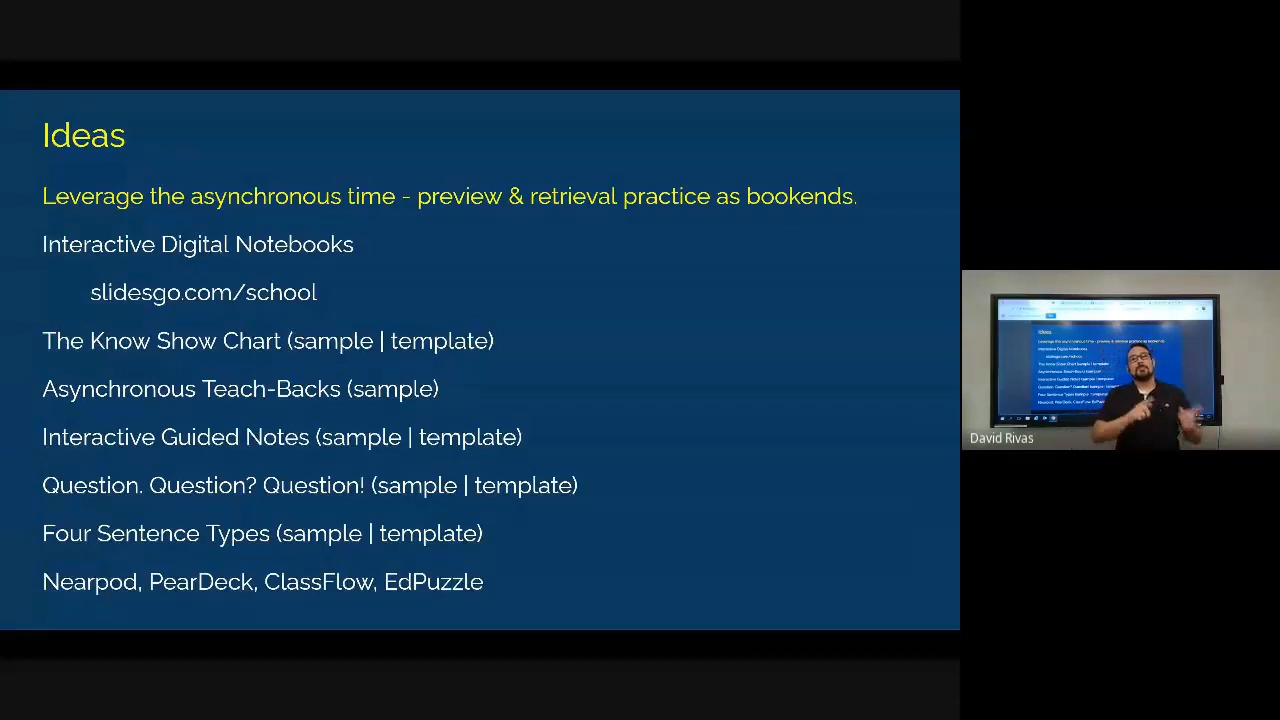 Ideas
Leverage the asynchronous time - preview & retrieval practice as bookends.
Interactive Digital Notebooks
slidesgo.com/school
The Know Show Chart (sample | template)
Asynchronous Teach-Backs (sample)
Interactive Guided Notes (sample | template)
Question. Question? Question! (sample | template)
Four Sentence Types (sample | template)
Nearpod, PearDeck, ClassFlow, EdPuzzle
David Rivas